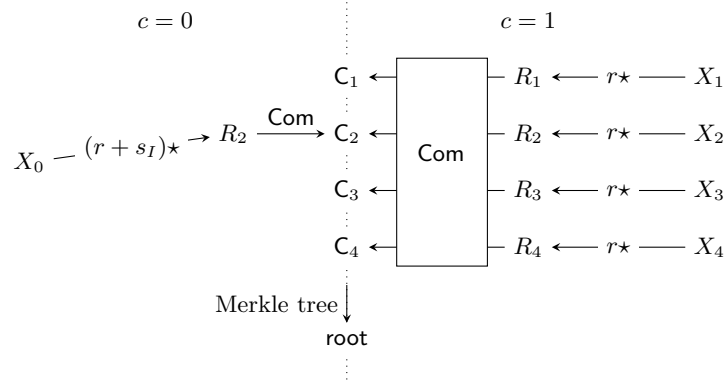 c = 0 c = 1
C₁ R₁ r⋆ X₁
X₀ (r + s_I)⋆ R₂ Com C₂ Com R₂ r⋆ X₂
C₃ R₃ r⋆ X₃
C₄ R₄ r⋆ X₄
Merkle tree
root